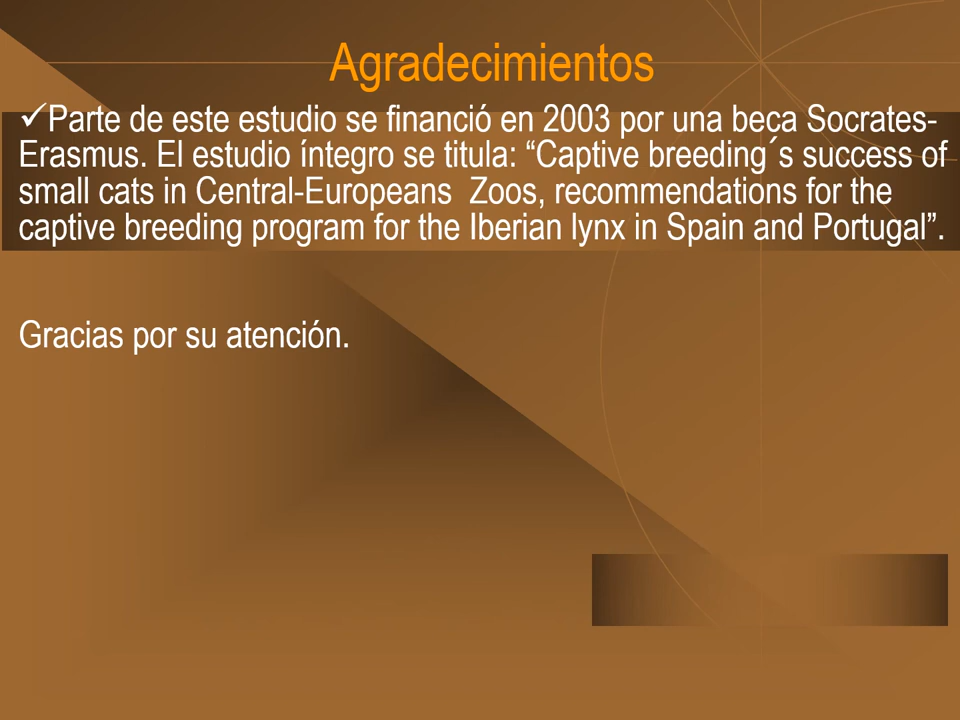 Agradecimientos
✓Parte de este estudio se financió en 2003 por una beca Socrates-
Erasmus. El estudio íntegro se titula: “Captive breeding´s success of
small cats in Central-Europeans  Zoos, recommendations for the
captive breeding program for the Iberian lynx in Spain and Portugal”.
Gracias por su atención.